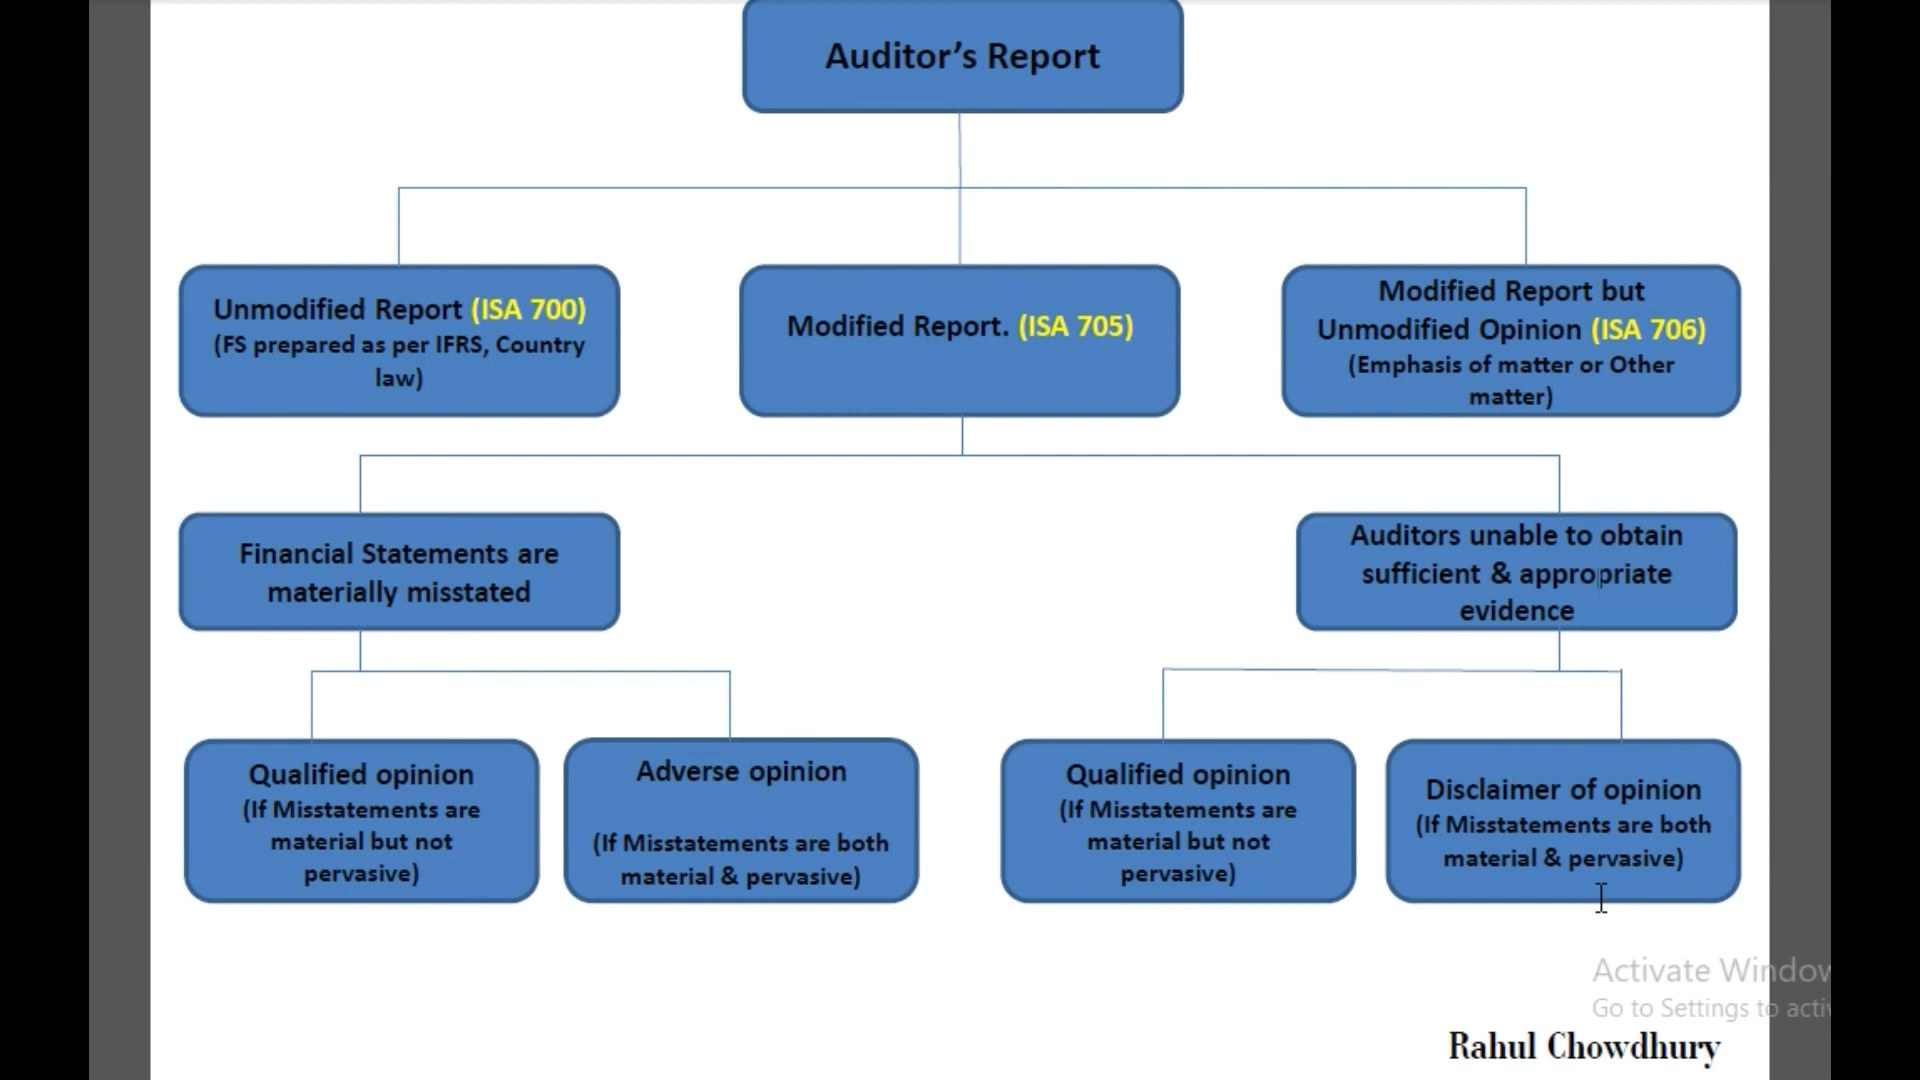 Auditor’s Report
Unmodified Report (ISA 700)
(FS prepared as per IFRS, Country
law)
Modified Report. (ISA 705)
Modified Report but
Unmodified Opinion (ISA 706)
(Emphasis of matter or Other
matter)
Financial Statements are
materially misstated
Auditors unable to obtain
sufficient & appropriate
evidence
Qualified opinion
(If Misstatements are
material but not
pervasive)
Adverse opinion
(If Misstatements are both
material & pervasive)
Qualified opinion
(If Misstatements are
material but not
pervasive)
Disclaimer of opinion
(If Misstatements are both
material & pervasive)
Activate Window
Go to Settings to activ
Rahul Chowdhury